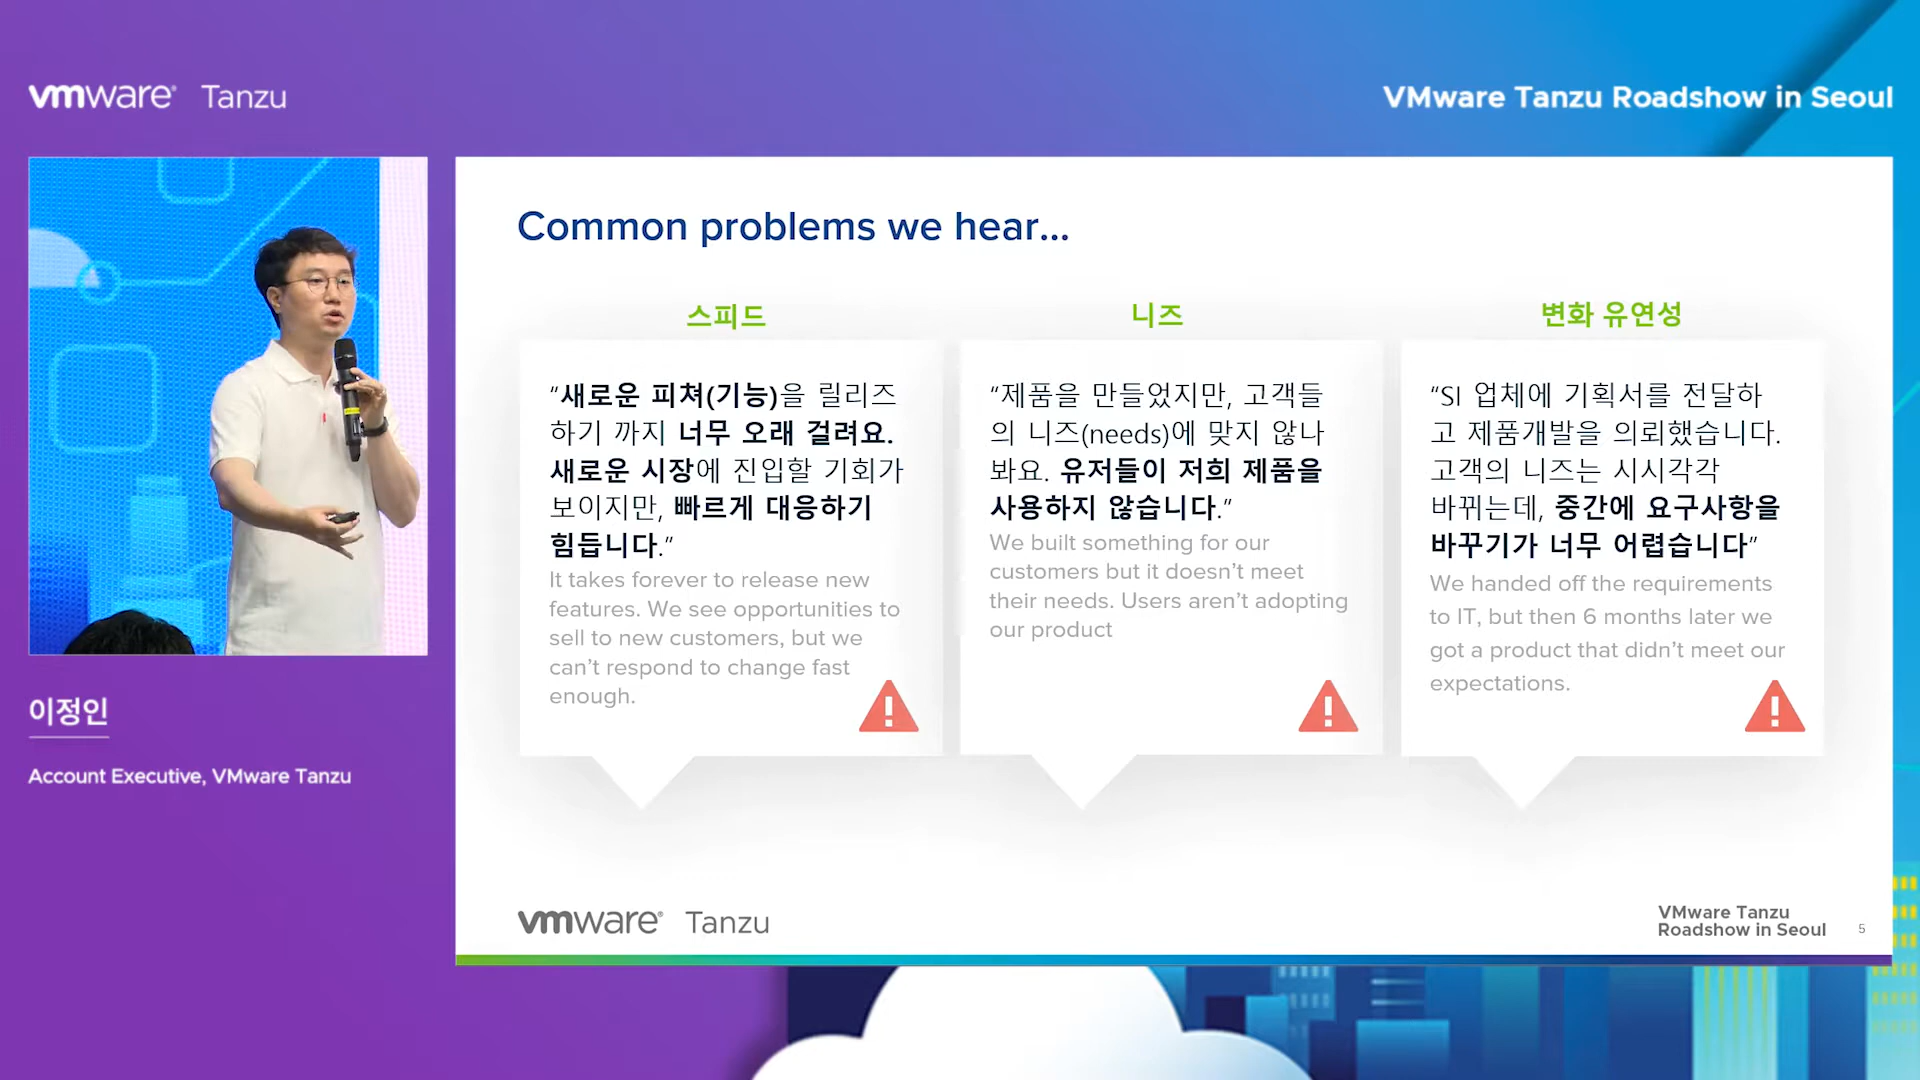 vmware® Tanzu
VMware Tanzu Roadshow in Seoul
Common problems we hear...
스피드
“새로운 피쳐(기능)을 릴리즈
하기 까지 너무 오래 걸려요.
새로운 시장에 진입할 기회가
보이지만, 빠르게 대응하기
힘듭니다.”
It takes forever to release new
features. We see opportunities to
sell to new customers, but we
can’t respond to change fast
enough.
니즈
“제품을 만들었지만, 고객들
의 니즈(needs)에 맞지 않나
봐요. 유저들이 저희 제품을
사용하지 않습니다.”
We built something for our
customers but it doesn’t meet
their needs. Users aren’t adopting
our product
변화 유연성
“SI 업체에 기획서를 전달하
고 제품개발을 의뢰했습니다.
고객의 니즈는 시시각각
바뀌는데, 중간에 요구사항을
바꾸기가 너무 어렵습니다”
We handed off the requirements
to IT, but then 6 months later we
got a product that didn’t meet our
expectations.
이정인
Account Executive, VMware Tanzu
vmware® Tanzu
VMware Tanzu
Roadshow in Seoul
5